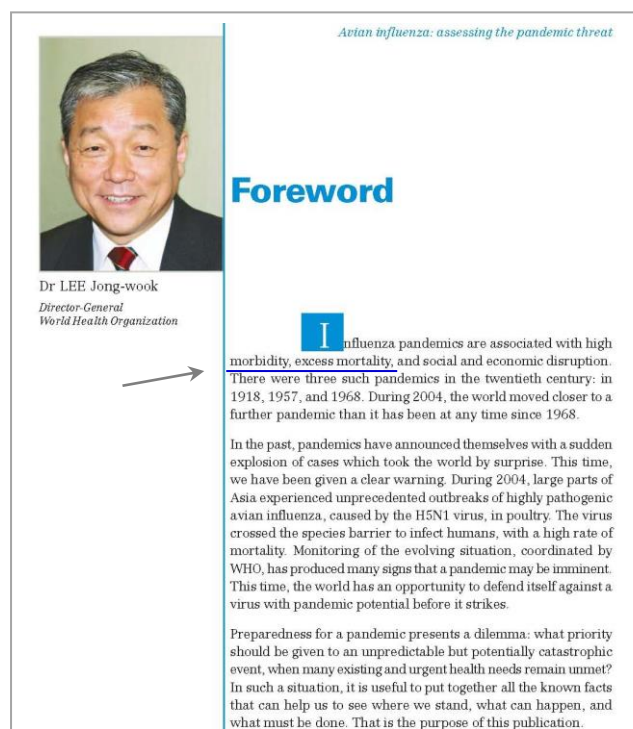 Avian influenza: assessing the pandemic threat
Foreword
Dr LEE Jong-wook
Director-General
World Health Organization
Influenza pandemics are associated with high
morbidity, excess mortality, and social and economic disruption.
There were three such pandemics in the twentieth century: in
1918, 1957, and 1968. During 2004, the world moved closer to a
further pandemic than it has been at any time since 1968.
In the past, pandemics have announced themselves with a sudden
explosion of cases which took the world by surprise. This time,
we have been given a clear warning. During 2004, large parts of
Asia experienced unprecedented outbreaks of highly pathogenic
avian influenza, caused by the H5N1 virus, in poultry. The virus
crossed the species barrier to infect humans, with a high rate of
mortality. Monitoring of the evolving situation, coordinated by
WHO, has produced many signs that a pandemic may be imminent.
This time, the world has an opportunity to defend itself against a
virus with pandemic potential before it strikes.
Preparedness for a pandemic presents a dilemma: what priority
should be given to an unpredictable but potentially catastrophic
event, when many existing and urgent health needs remain unmet?
In such a situation, it is useful to put together all the known facts
that can help us to see where we stand, what can happen, and
what must be done. That is the purpose of this publication.